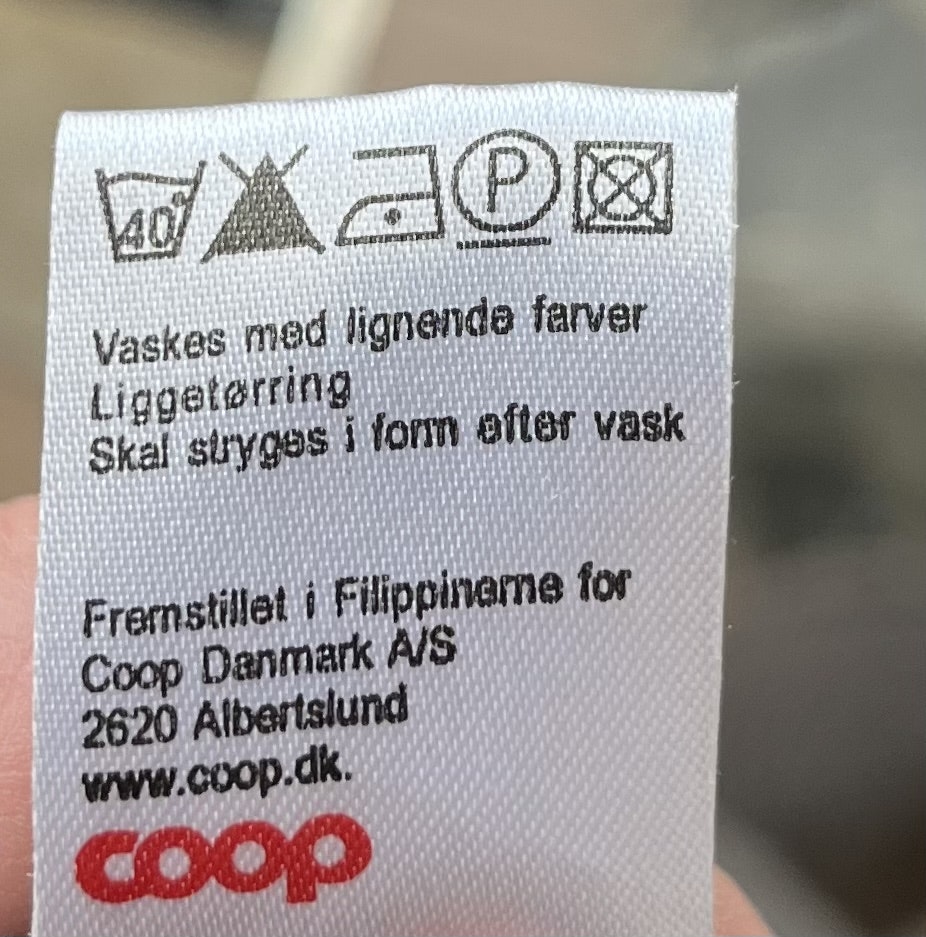 40°
P
Vaskes med lignende farver
Liggetørring
Skal stryges i form efter vask
Fremstillet i Filippinerne for
Coop Danmark A/S
2620 Albertslund
www.coop.dk.
coop